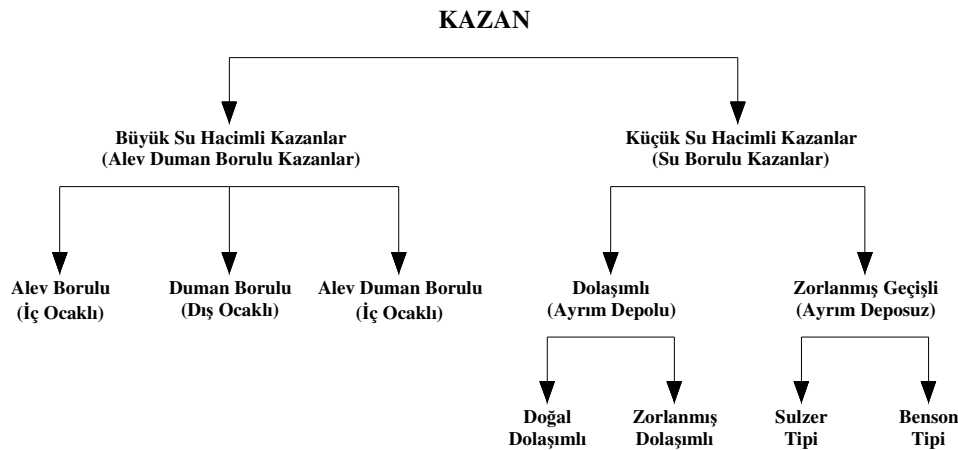 KAZAN
Büyük Su Hacimli Kazanlar
(Alev Duman Borulu Kazanlar)
Küçük Su Hacimli Kazanlar
(Su Borulu Kazanlar)
Alev Borulu
(İç Ocaklı)
Duman Borulu
(Dış Ocaklı)
Alev Duman Borulu
(İç Ocaklı)
Dolaşımlı
(Ayrım Depolu)
Zorlanmış Geçişli
(Ayrım Deposuz)
Doğal
Dolaşımlı
Zorlanmış
Dolaşımlı
Sulzer
Tipi
Benson
Tipi